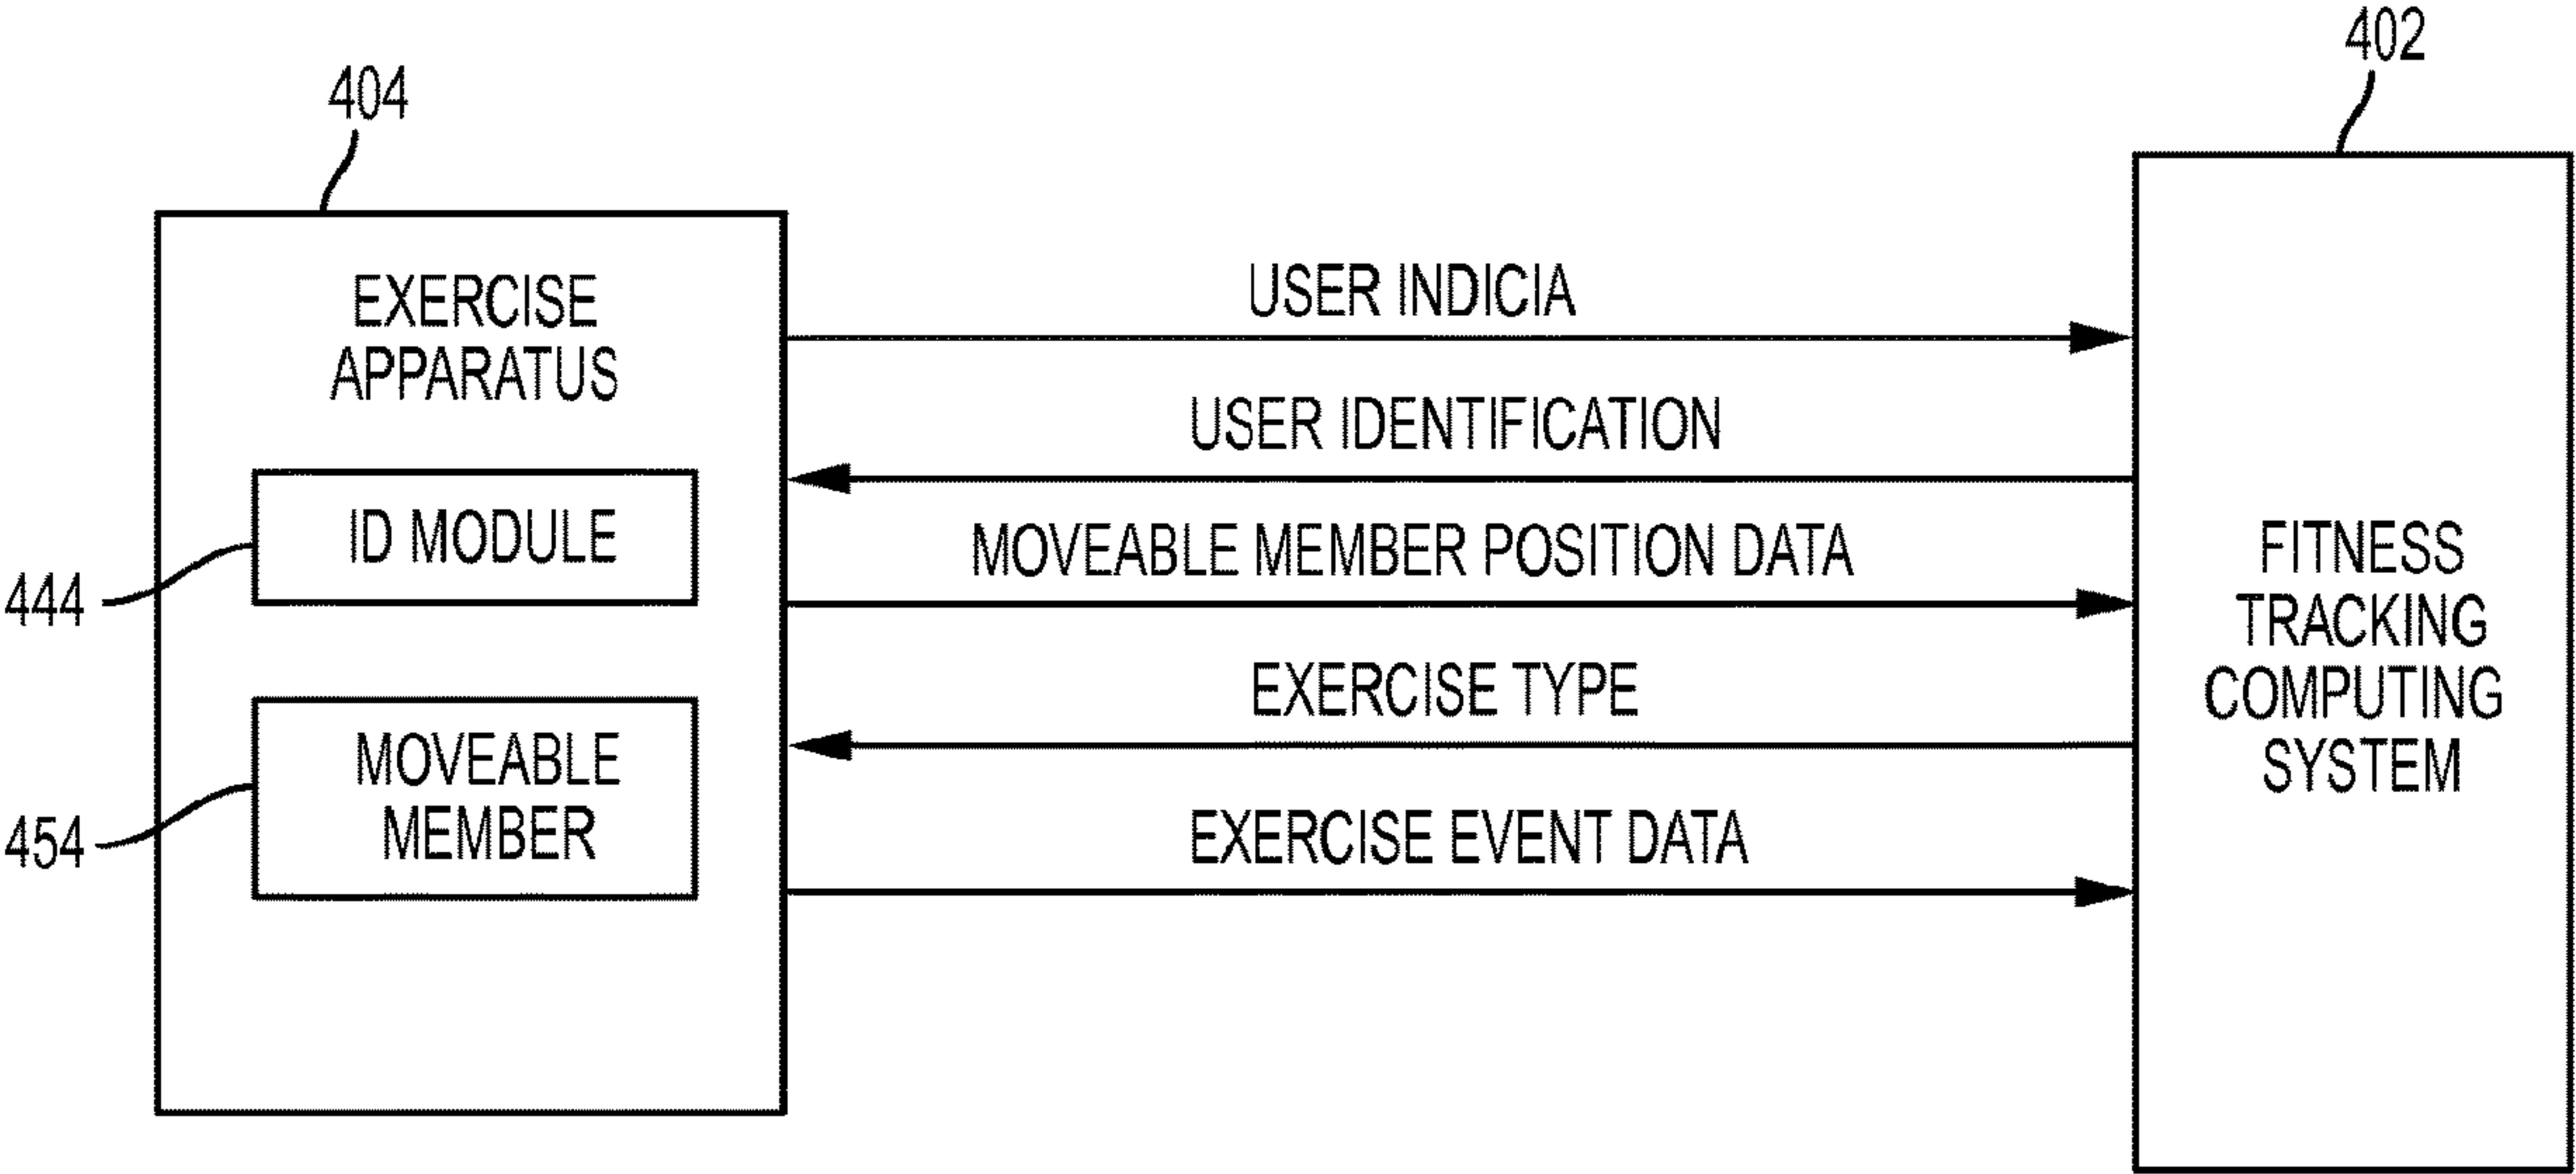 402
404
EXERCISE
APPARATUS
USER INDICIA
USER IDENTIFICATION
ID MODULE
MOVEABLE MEMBER POSITION DATA
444
EXERCISE TYPE
MOVEABLE
MEMBER
454
EXERCISE EVENT DATA
FITNESS
TRACKING
COMPUTING
SYSTEM